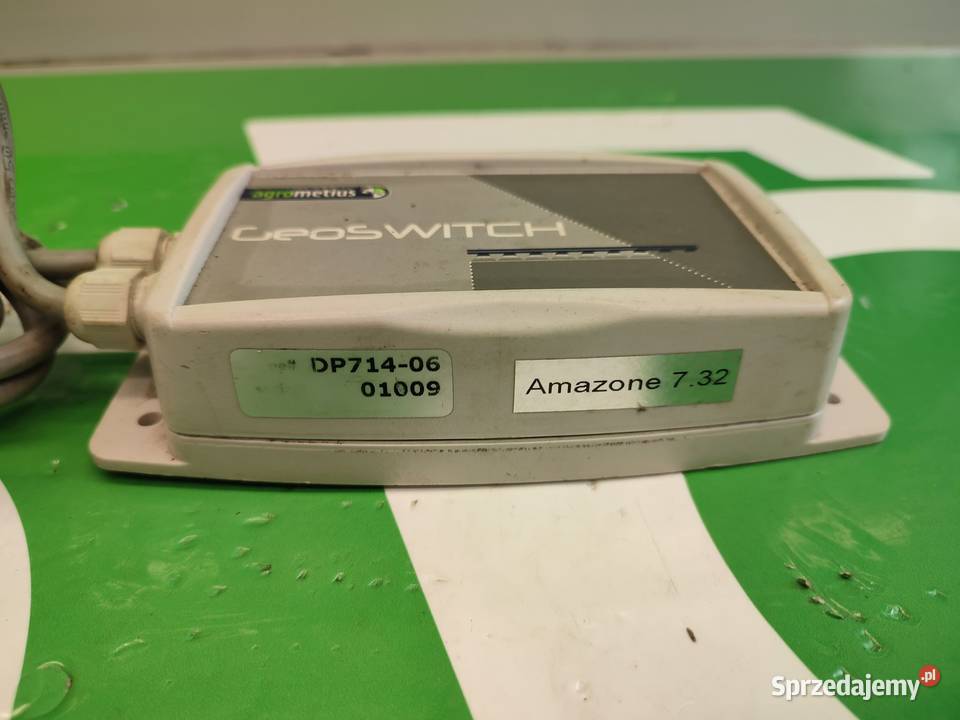 agrometius
GeoSWITCH
DP714-06
01009
Amazone 7.32
Sprzedajemy.pl